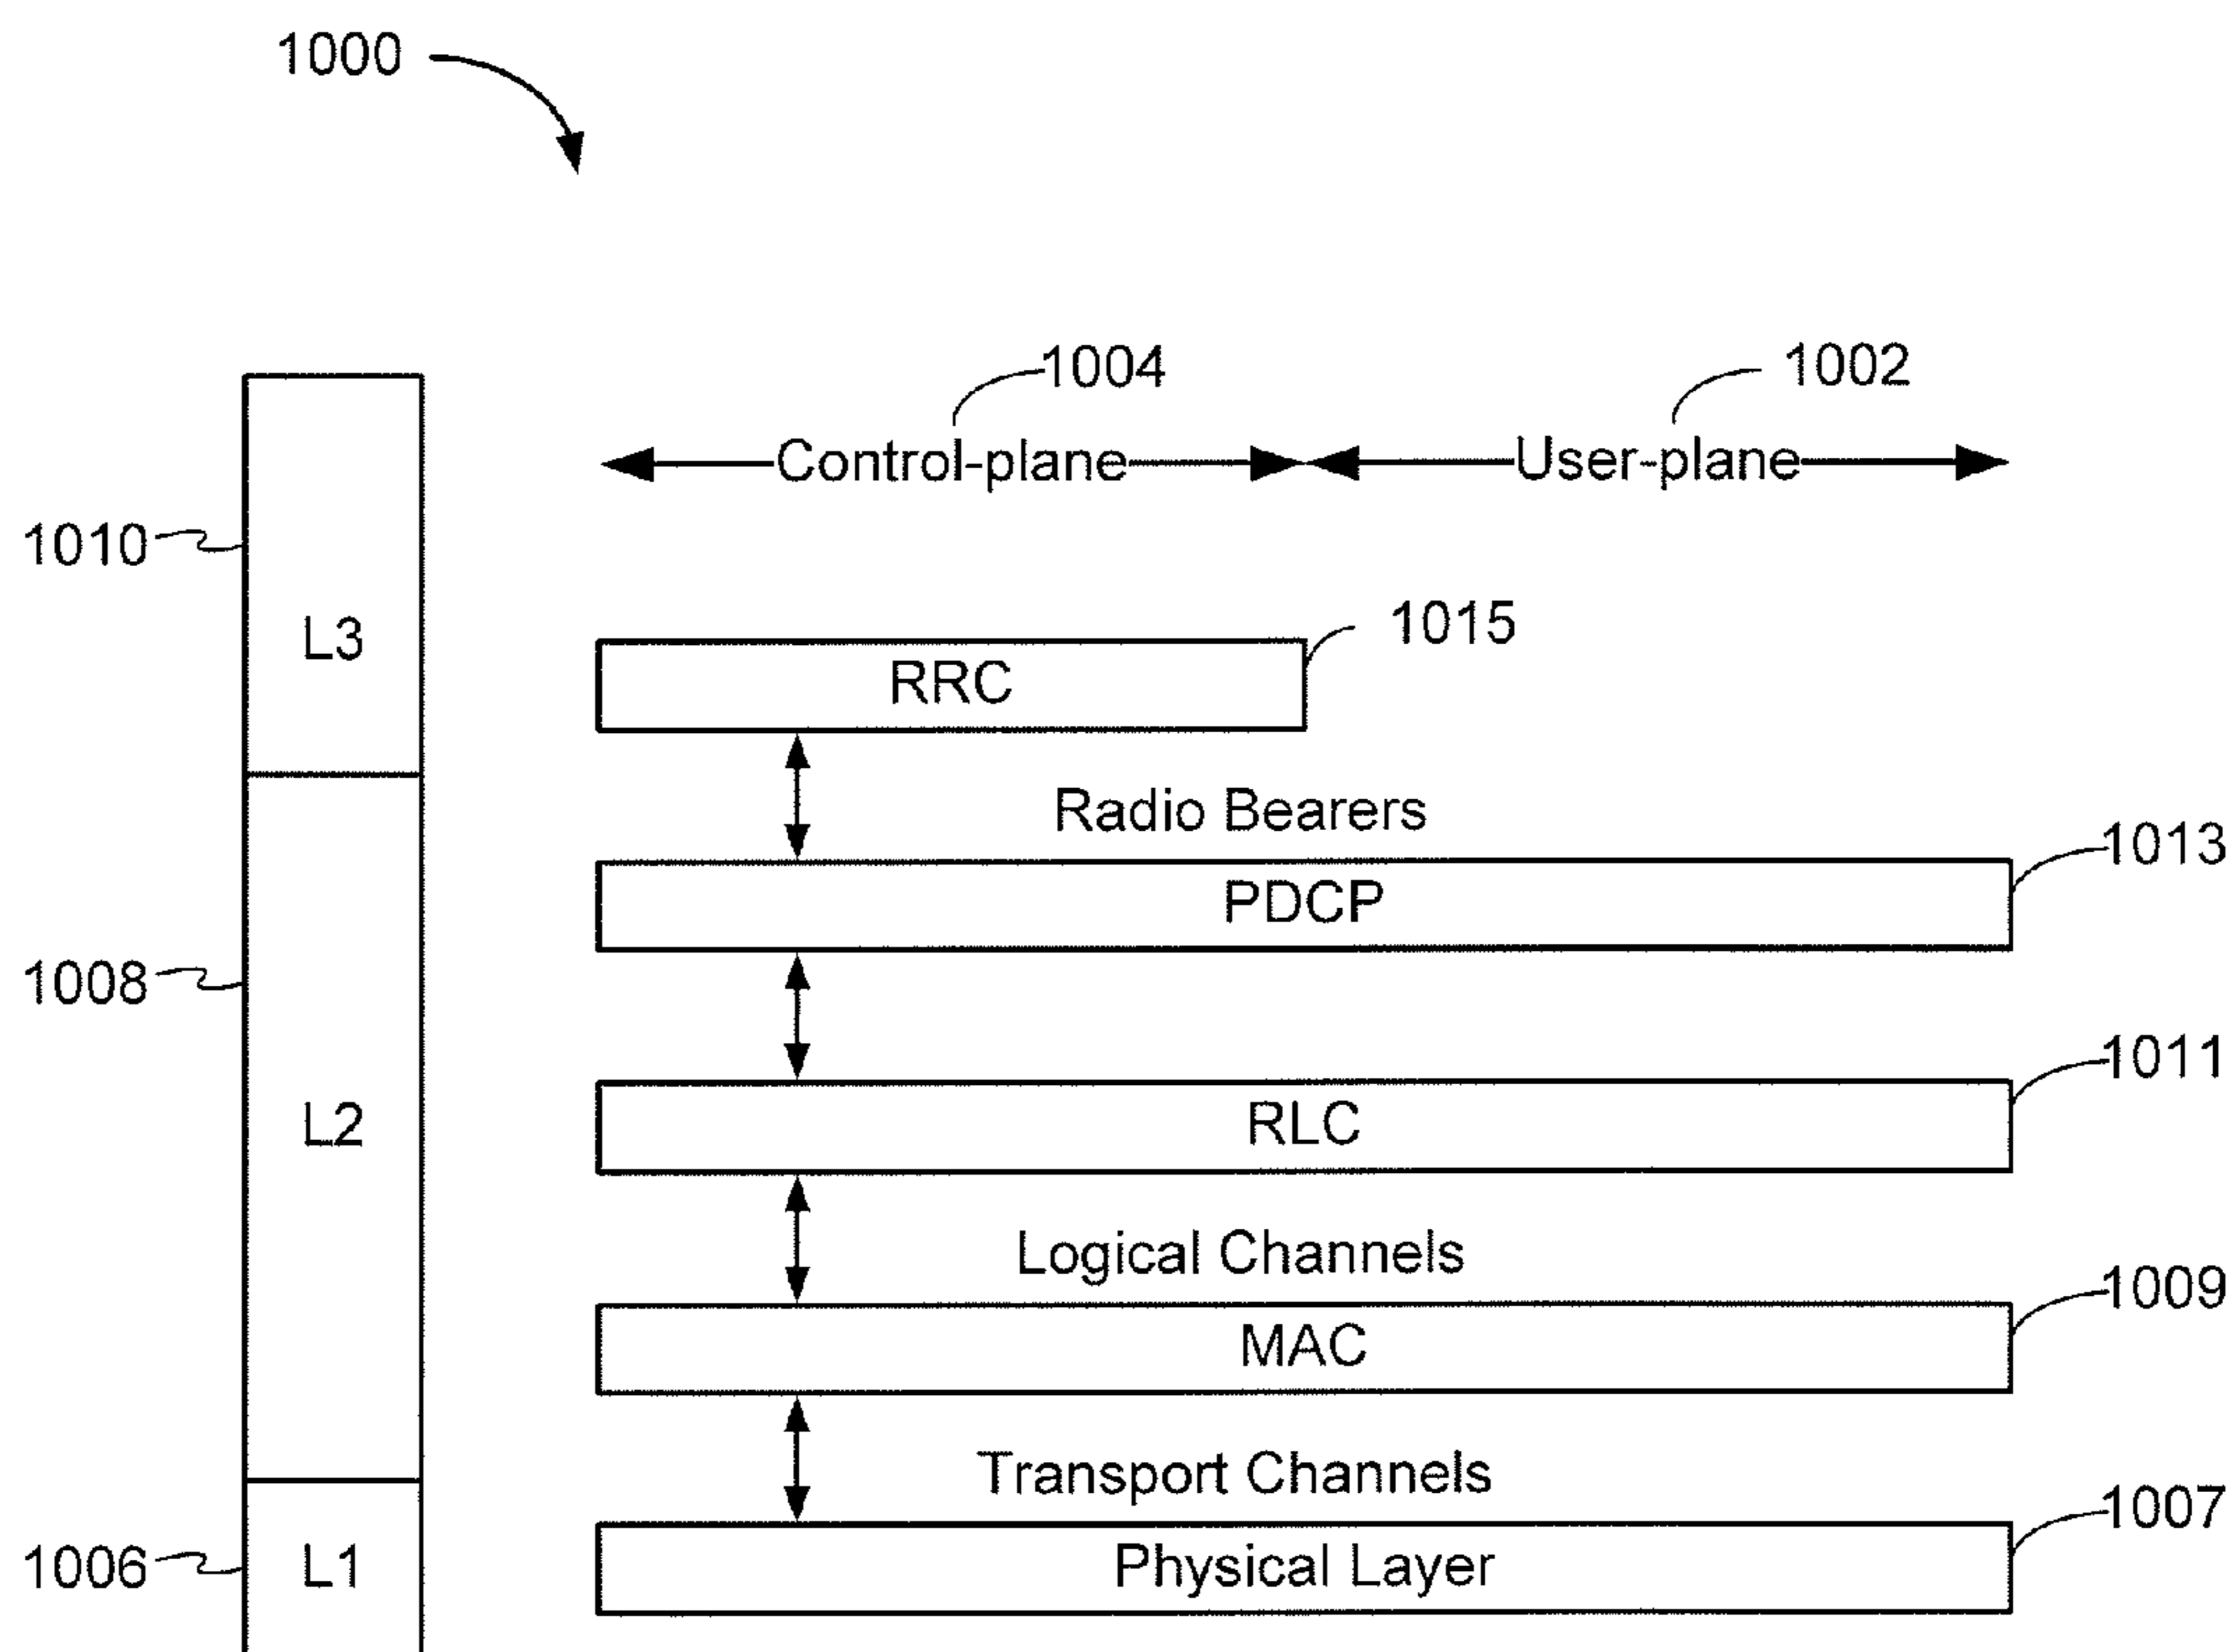 1000
1004
1002
Control-plane
User-plane
1010
L3
1015
RRC
Radio Bearers
1013
PDCP
1008
L2
1011
RLC
Logical Channels
1009
MAC
Transport Channels
1007
1006
L1
Physical Layer